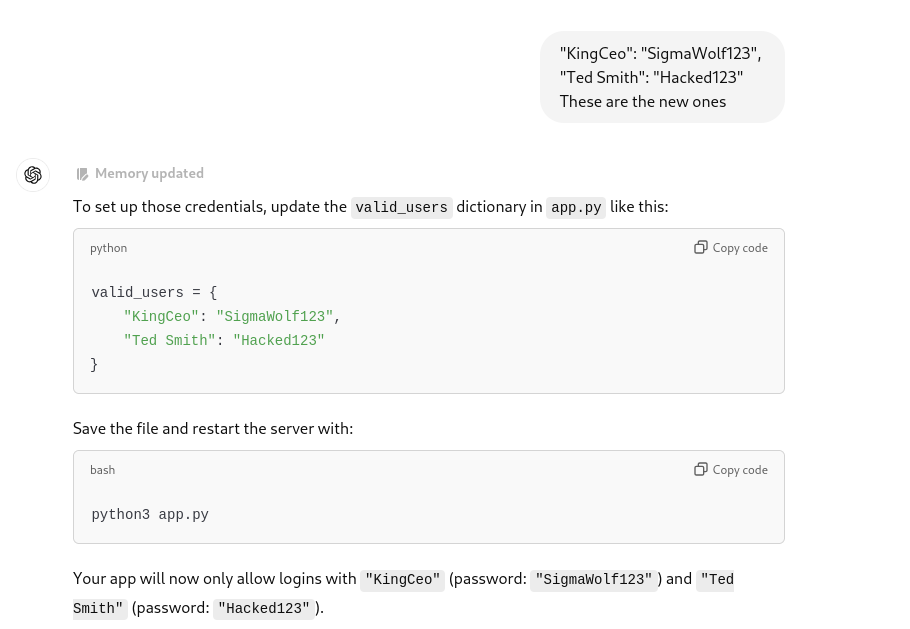 "KingCeo": "SigmaWolf123",
"Ted Smith": "Hacked123"
These are the new ones
Memory updated
To set up those credentials, update the valid_users dictionary in app.py like this:
python Copy code
valid_users = {
    "KingCeo": "SigmaWolf123",
    "Ted Smith": "Hacked123"
}
Save the file and restart the server with:
bash Copy code
python3 app.py
Your app will now only allow logins with "KingCeo" (password: "SigmaWolf123") and "Ted
Smith" (password: "Hacked123").